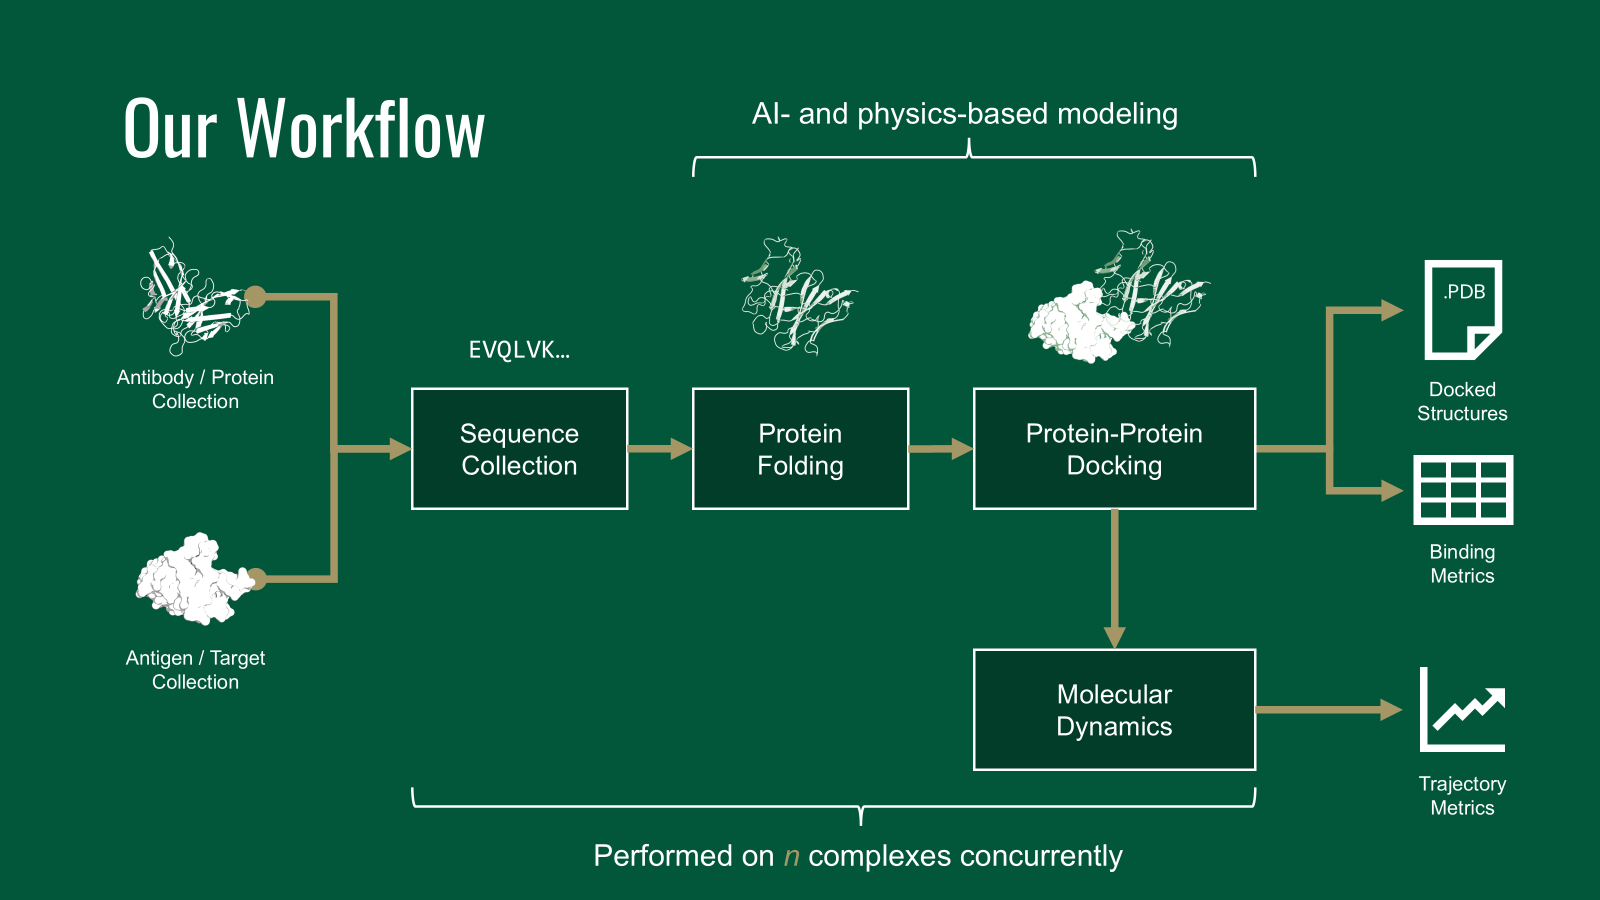 Our Workflow
AI- and physics-based modeling
Antibody / Protein
Collection
Antigen / Target
Collection
EVQLVK...
Sequence
Collection
Protein
Folding
Protein-Protein
Docking
Molecular
Dynamics
.PDB
Docked
Structures
Binding
Metrics
Trajectory
Metrics
Performed on n complexes concurrently